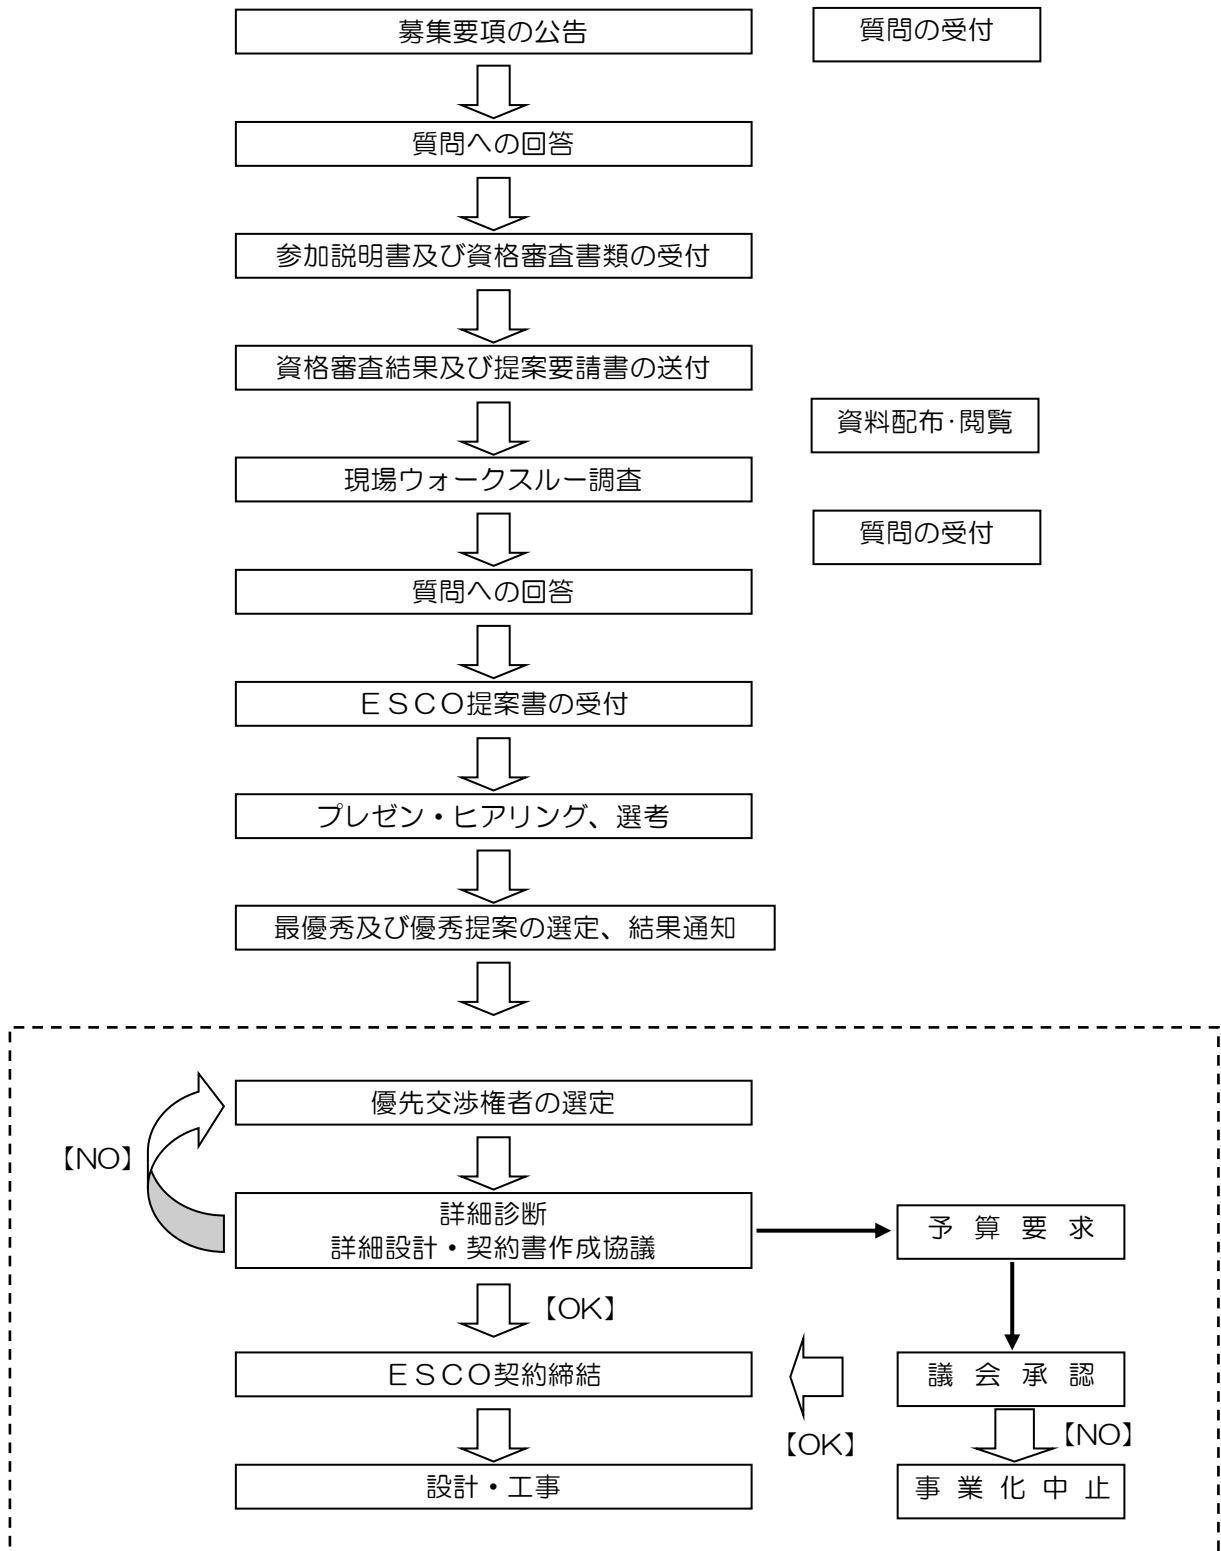 募集要項の公告
質問の受付
質問への回答
参加説明書及び資格審査書類の受付
資格審査結果及び提案要請書の送付
資料配布･閲覧
現場ウォークスルー調査
質問の受付
質問への回答
ＥＳＣＯ提案書の受付
プレゼン・ヒアリング、選考
最優秀及び優秀提案の選定、結果通知
優先交渉権者の選定
【NO】
詳細診断
詳細設計・契約書作成協議
予 算 要 求
【OK】
ＥＳＣＯ契約締結
議 会 承 認
【OK】
【NO】
設計・工事
事 業 化 中 止